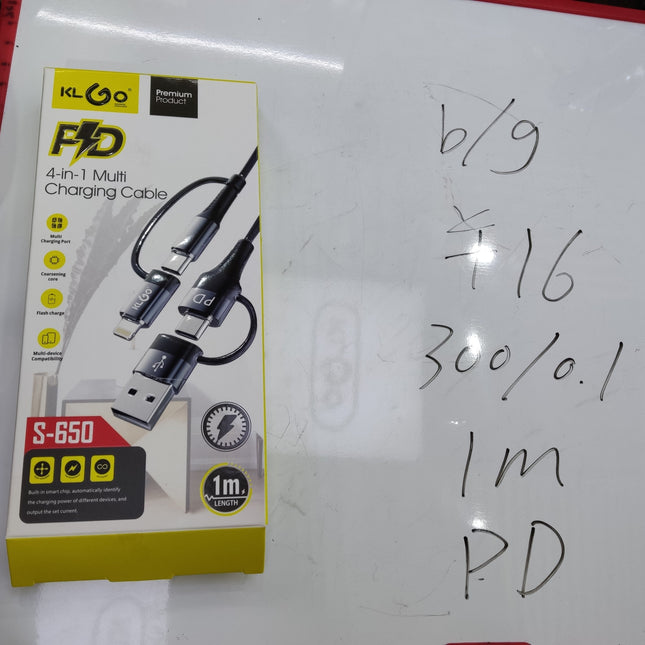 KLGO®
Premium
Product
PD
4-in-1 Multi
Charging Cable
Multi
Charging Port
Coarsening
core
Flash charge
Multi-device
Compatibility
KLGO
PD
S-650
Built in smart chip, automatically identify
the charging power of different devices, and
output the set current.
1m
LENGTH
b/g
¥16
300/0.1
1m
P.D